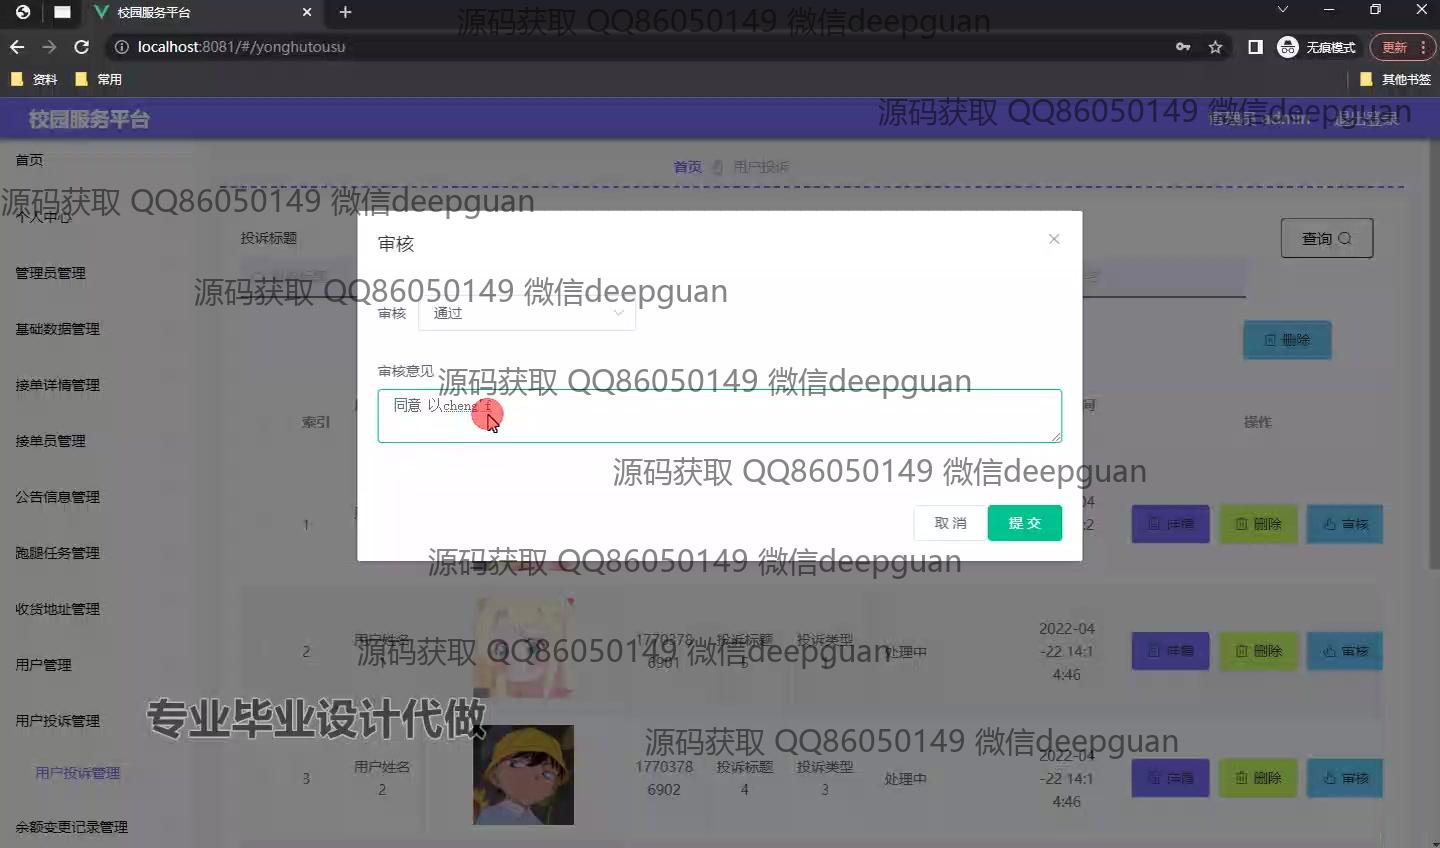 校园服务平台
localhost:8081/#/yonghutousu
无痕模式
更新
资料
常用
其他书签
源码获取 QQ86050149 微信deepguan
校园服务平台
源码获取 QQ86050149 微信deepguan
管理员 admin
退出登录
首页
首页
用户投诉
源码获取 QQ86050149 微信deepguan
个人中心
投诉标题
查询
审核
管理员管理
源码获取 QQ86050149 微信deepguan
审核
通过
基础数据管理
删除
审核意见
源码获取 QQ86050149 微信deepguan
接单详情管理
同意 以cheng'f
索引
操作
接单员管理
源码获取 QQ86050149 微信deepguan
公告信息管理
1
取 消
提 交
详情
删除
审核
跑腿任务管理
源码获取 QQ86050149 微信deepguan
收货地址管理
2
用户姓名
1
1770378
6901
投诉标题
5
投诉类型
处理中
2022-04
-22 14:1
4:46
详情
删除
审核
源码获取 QQ86050149 微信deepguan
用户管理
用户投诉管理
专业毕业设计代做
源码获取 QQ86050149 微信deepguan
用户投诉管理
3
用户姓名
2
1770378
6902
投诉标题
4
投诉类型
3
处理中
2022-04
-22 14:1
4:46
详情
删除
审核
余额变更记录管理